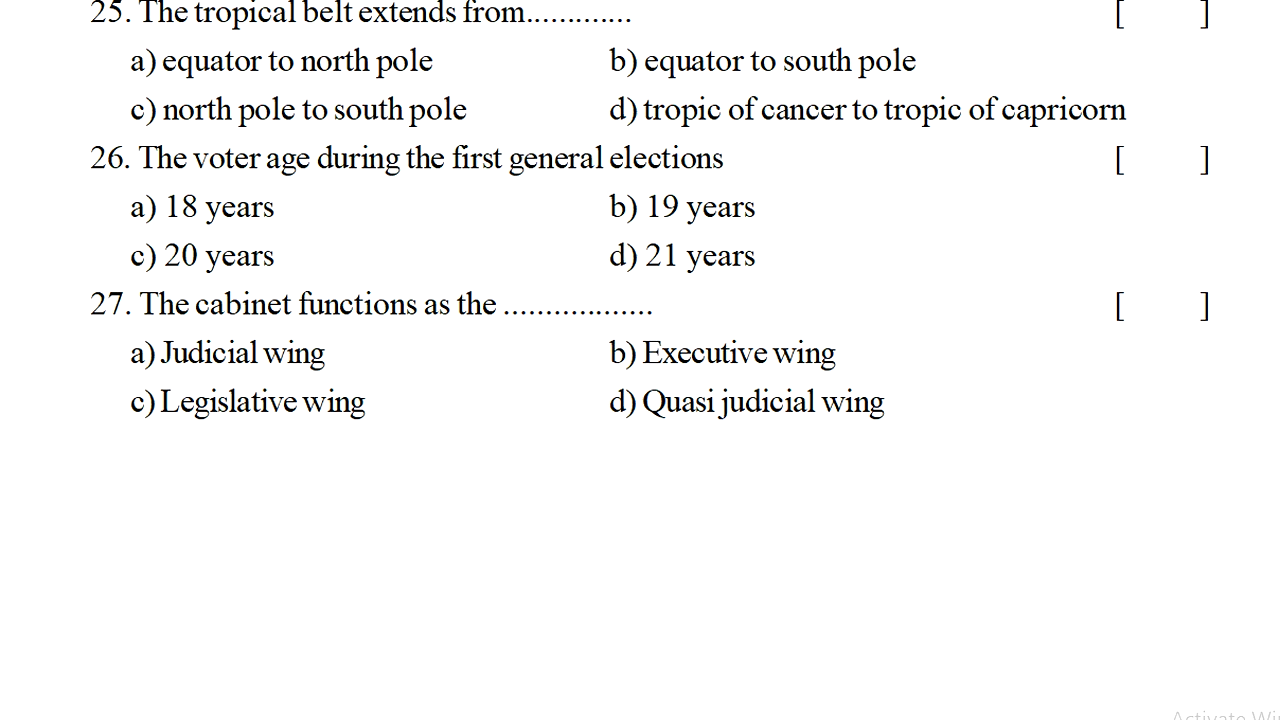 25. The tropical belt extends from............. [ ]
a) equator to north pole b) equator to south pole
c) north pole to south pole d) tropic of cancer to tropic of capricorn
26. The voter age during the first general elections [ ]
a) 18 years b) 19 years
c) 20 years d) 21 years
27. The cabinet functions as the .................. [ ]
a) Judicial wing b) Executive wing
c) Legislative wing d) Quasi judicial wing